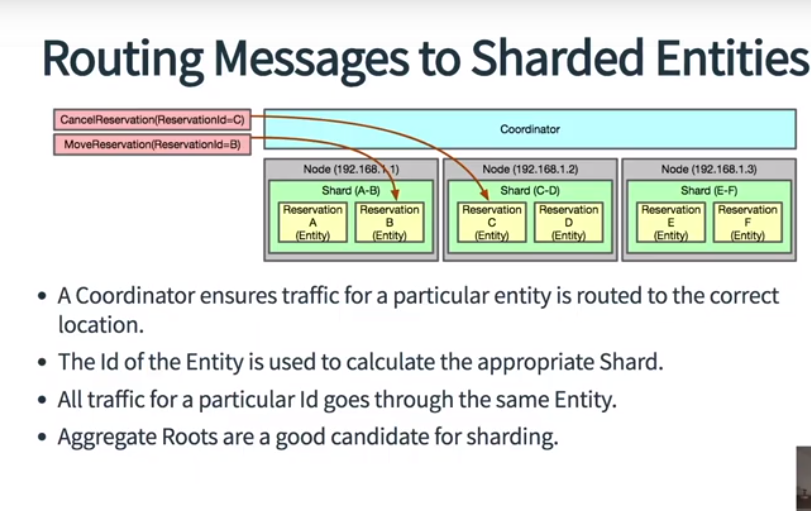 Routing Messages to Sharded Entities
CancelReservation(ReservationId=C)
MoveReservation(ReservationId=B)
Coordinator
Node (192.168.1.1)
Shard (A-B)
Reservation
A
(Entity)
Reservation
B
(Entity)
Node (192.168.1.2)
Shard (C-D)
Reservation
C
(Entity)
Reservation
D
(Entity)
Node (192.168.1.3)
Shard (E-F)
Reservation
E
(Entity)
Reservation
F
(Entity)
• A Coordinator ensures traffic for a particular entity is routed to the correct
location.
• The Id of the Entity is used to calculate the appropriate Shard.
• All traffic for a particular Id goes through the same Entity.
• Aggregate Roots are a good candidate for sharding.